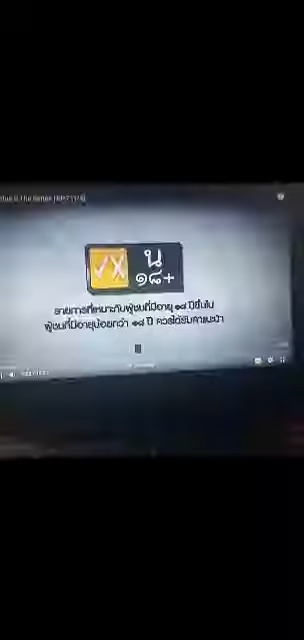 น
๑๘+
รายการที่เหมาะกับผู้ชมที่มีอายุ ๑๘ ปีขึ้นไป
ผู้ชมที่มีอายุน้อยกว่า ๑๘ ปี ควรได้รับคำแนะนำ